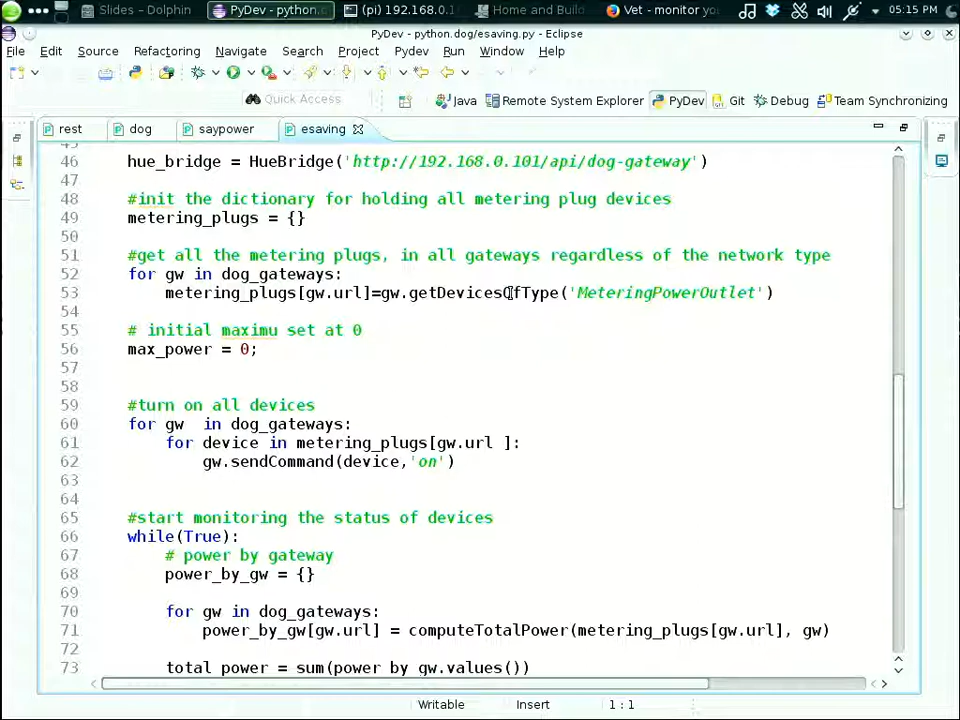 Slides – Dolphin
PyDev - python.
(pi) 192.168.0.1
Home and Build
Vet - monitor yo
05:15 PM
PyDev - python.dog/esaving.py - Eclipse
File Edit Source Refactoring Navigate Search Project Pydev Run Window Help
Quick Access
Java Remote System Explorer PyDev Git Debug Team Synchronizing
rest dog saypower esaving
45
46 hue_bridge = HueBridge('http://192.168.0.101/api/dog-gateway')
47
48 #init the dictionary for holding all metering plug devices
49 metering_plugs = {}
50
51 #get all the metering plugs, in all gateways regardless of the network type
52 for gw in dog_gateways:
53 metering_plugs[gw.url]=gw.getDevicesOfType('MeteringPowerOutlet')
54
55 # initial maximu set at 0
56 max_power = 0;
57
58
59 #turn on all devices
60 for gw  in dog_gateways:
61 for device in metering_plugs[gw.url ]:
62 gw.sendCommand(device,'on')
63
64
65 #start monitoring the status of devices
66 while(True):
67 # power by gateway
68 power_by_gw = {}
69
70 for gw in dog_gateways:
71 power_by_gw[gw.url] = computeTotalPower(metering_plugs[gw.url], gw)
72
73 total_power = sum(power_by_gw.values())
Writable Insert 1 : 1